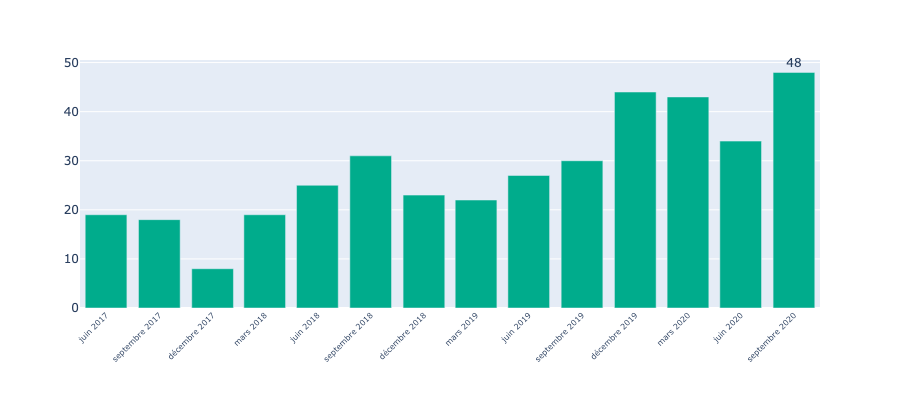 50
48
40
30
20
10
0
juin 2017
septembre 2017
décembre 2017
mars 2018
juin 2018
septembre 2018
décembre 2018
mars 2019
juin 2019
septembre 2019
décembre 2019
mars 2020
juin 2020
septembre 2020